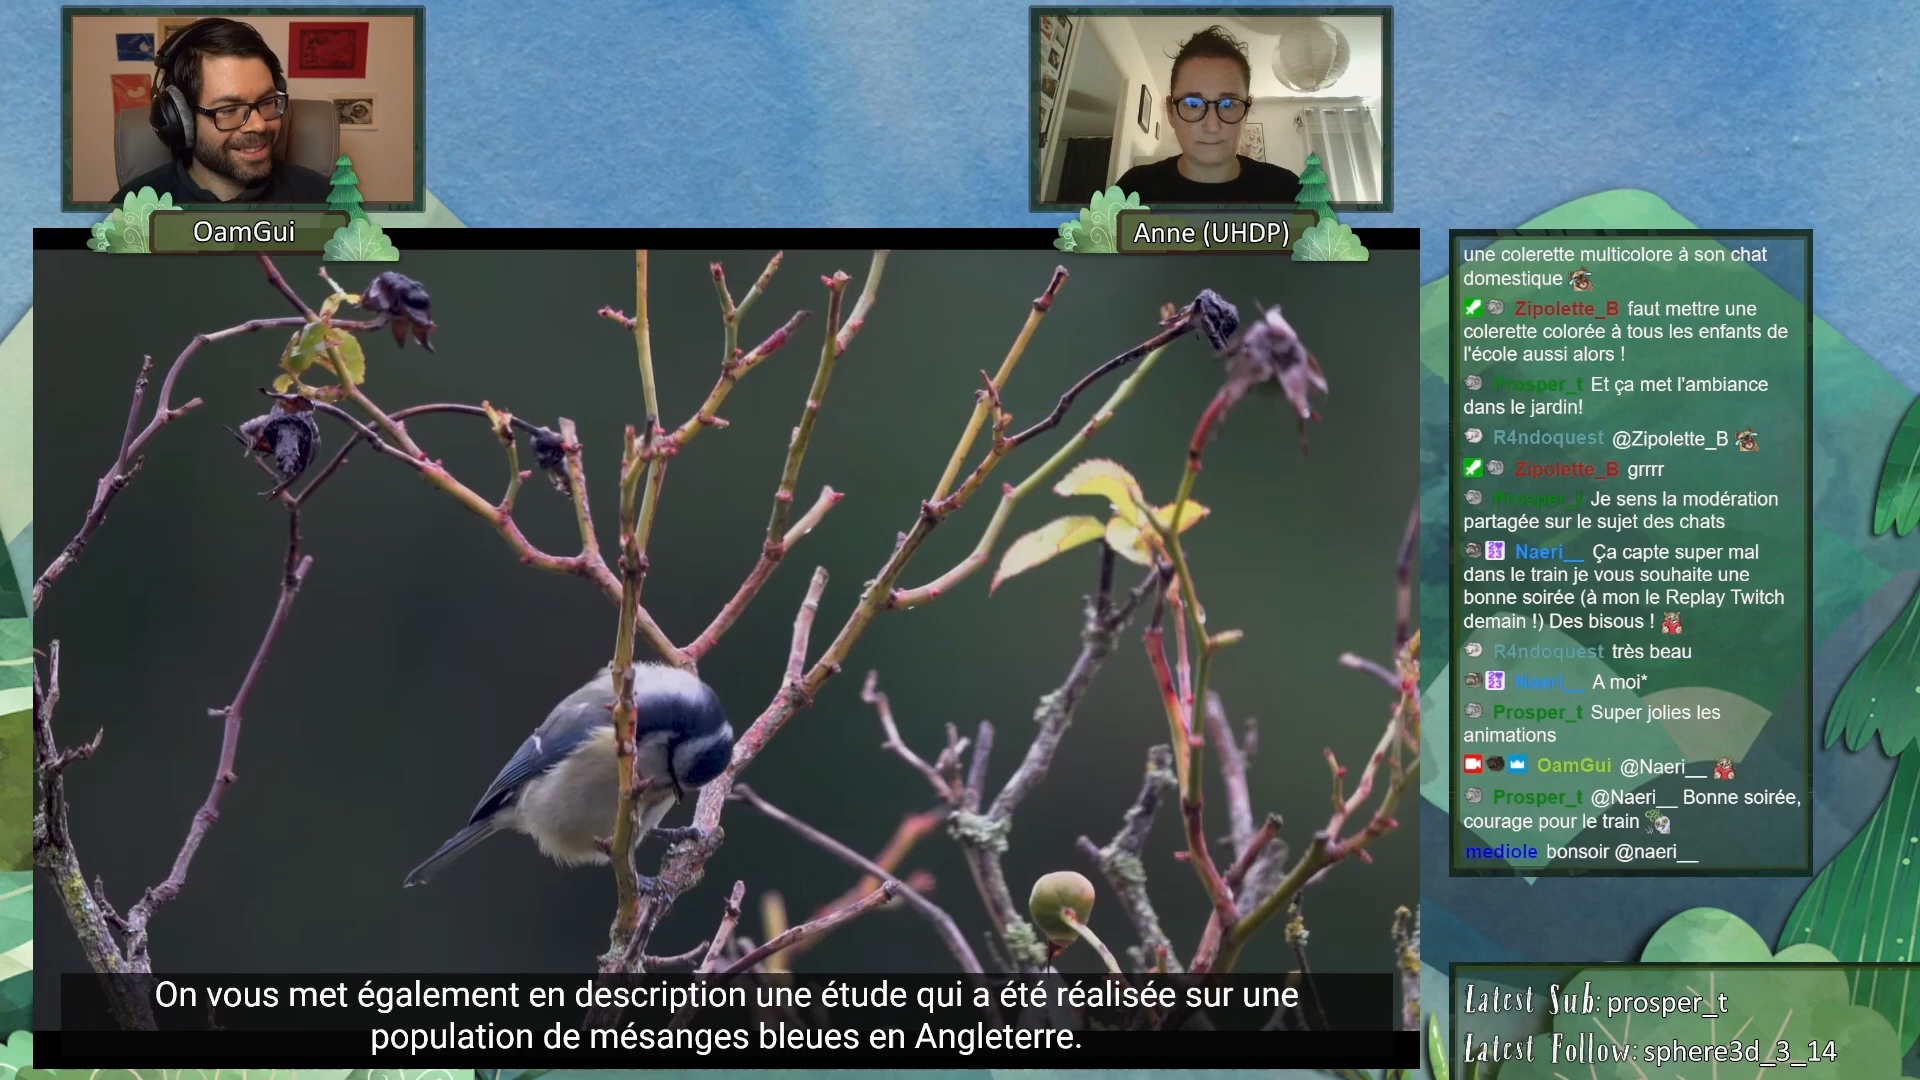 OamGui
Anne (UHDP)
une colerette multicolore à son chat
domestique
Zipolette_B faut mettre une
colerette colorée à tous les enfants de
l'école aussi alors !
Prosper_t Et ça met l'ambiance
dans le jardin!
R4ndoquest @Zipolette_B
Zipolette_B grrrr
Prosper_t Je sens la modération
partagée sur le sujet des chats
Naeri__ Ça capte super mal
dans le train je vous souhaite une
bonne soirée (à mon le Replay Twitch
demain !) Des bisous !
R4ndoquest très beau
Naeri__ A moi*
Prosper_t Super jolies les
animations
OamGui @Naeri__
Prosper_t @Naeri__ Bonne soirée,
courage pour le train
mediole bonsoir @naeri__
On vous met également en description une étude qui a été réalisée sur une
population de mésanges bleues en Angleterre.
Latest Sub: prosper_t
Latest Follow: sphere3d_3_14